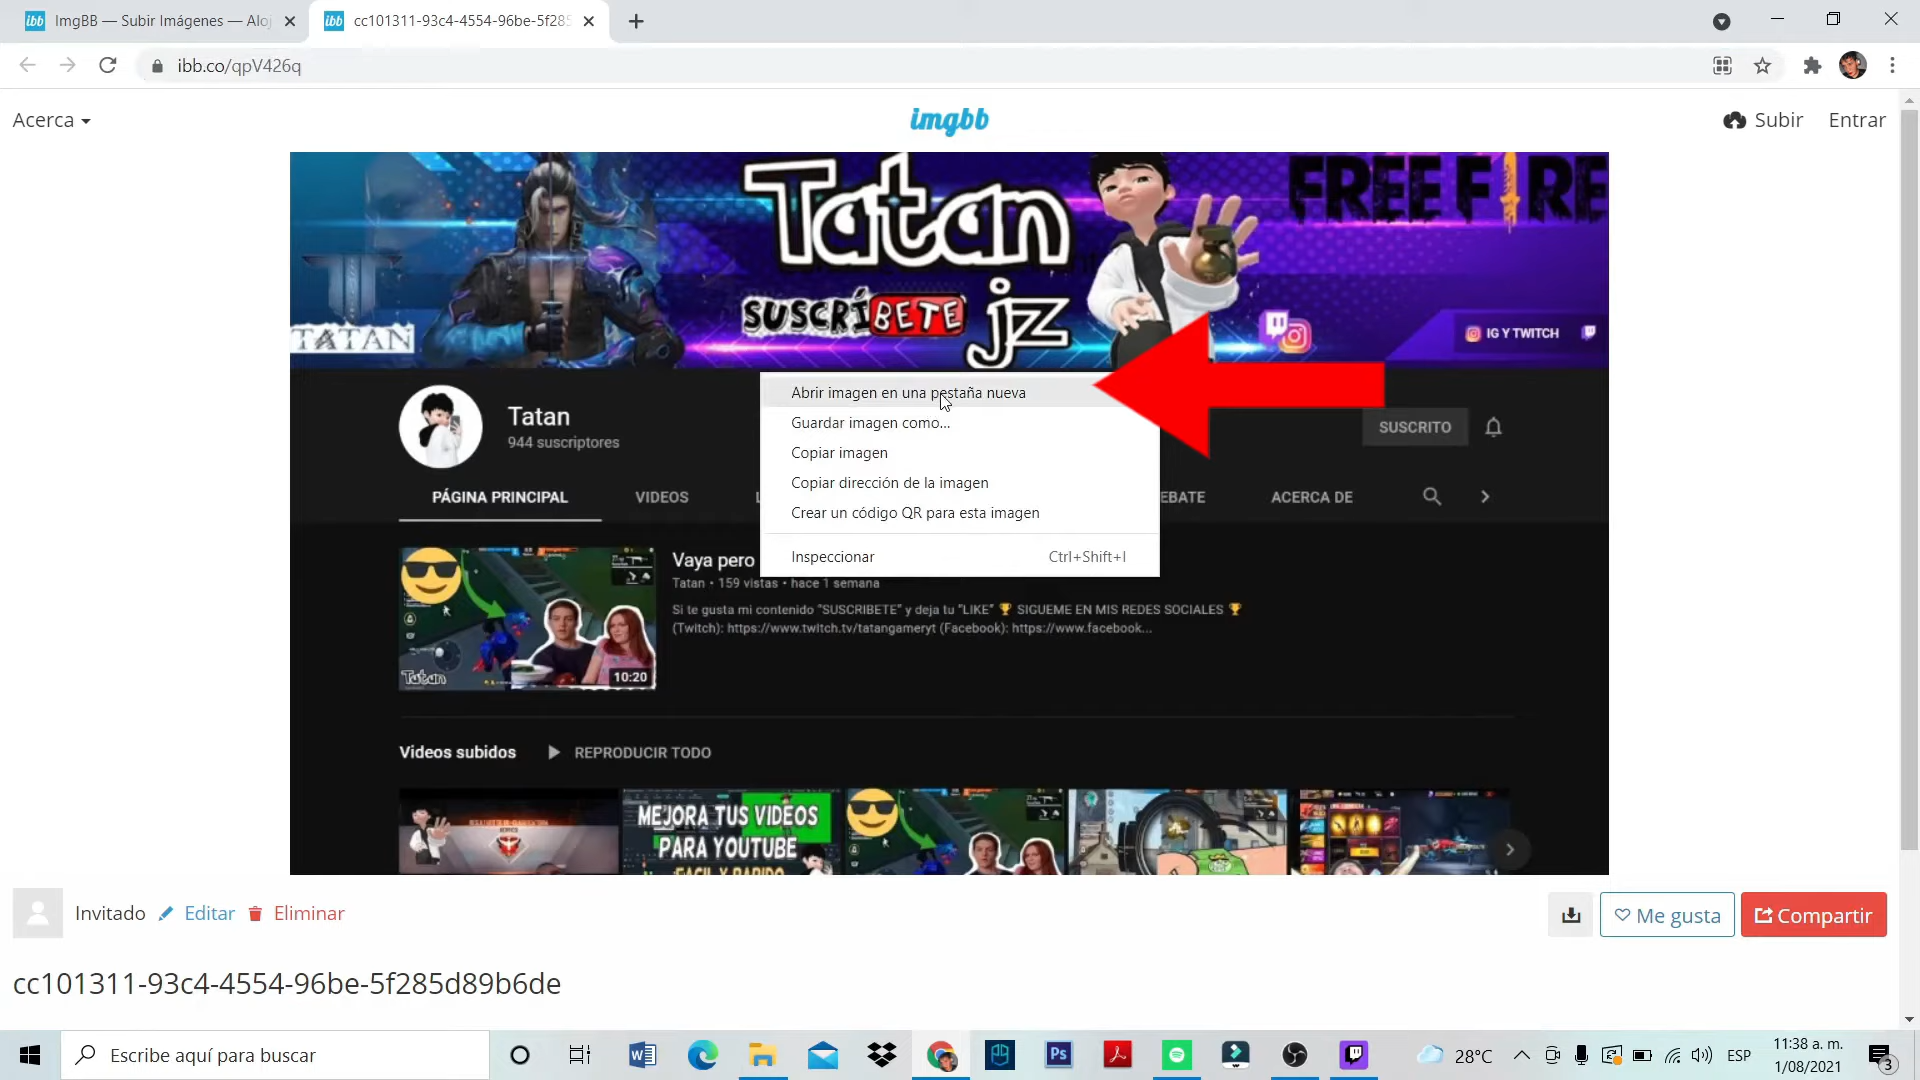 ImgBB — Subir Imágenes — Aloj
cc101311-93c4-4554-96be-5f285
ibb.co/qpV426q
Acerca
imgbb
Subir
Entrar
Tatan
jz
SUSCRÍBETE
FREE FIRE
TATAN
IG Y TWITCH
Abrir imagen en una pestaña nueva
Guardar imagen como...
Copiar imagen
Copiar dirección de la imagen
Crear un código QR para esta imagen
Inspeccionar
Ctrl+Shift+I
Tatan
944 suscriptores
SUSCRITO
PÁGINA PRINCIPAL
VIDEOS
L
EBATE
ACERCA DE
Vaya pero
Tatan • 159 vistas • hace 1 semana
Si te gusta mi contenido "SUSCRIBETE" y deja tu "LIKE" 🏆 SIGUEME EN MIS REDES SOCIALES 🏆
(Twitch): https://www.twitch.tv/tatangameryt (Facebook): https://www.facebook...
Tatan
10:20
Videos subidos
REPRODUCIR TODO
MEJORA TUS VIDEOS
PARA YOUTUBE
FACIL Y RAPIDO
Invitado
Editar
Eliminar
Me gusta
Compartir
cc101311-93c4-4554-96be-5f285d89b6de
Escribe aquí para buscar
Ps
28°C
ESP
11:38 a. m.
1/08/2021
3